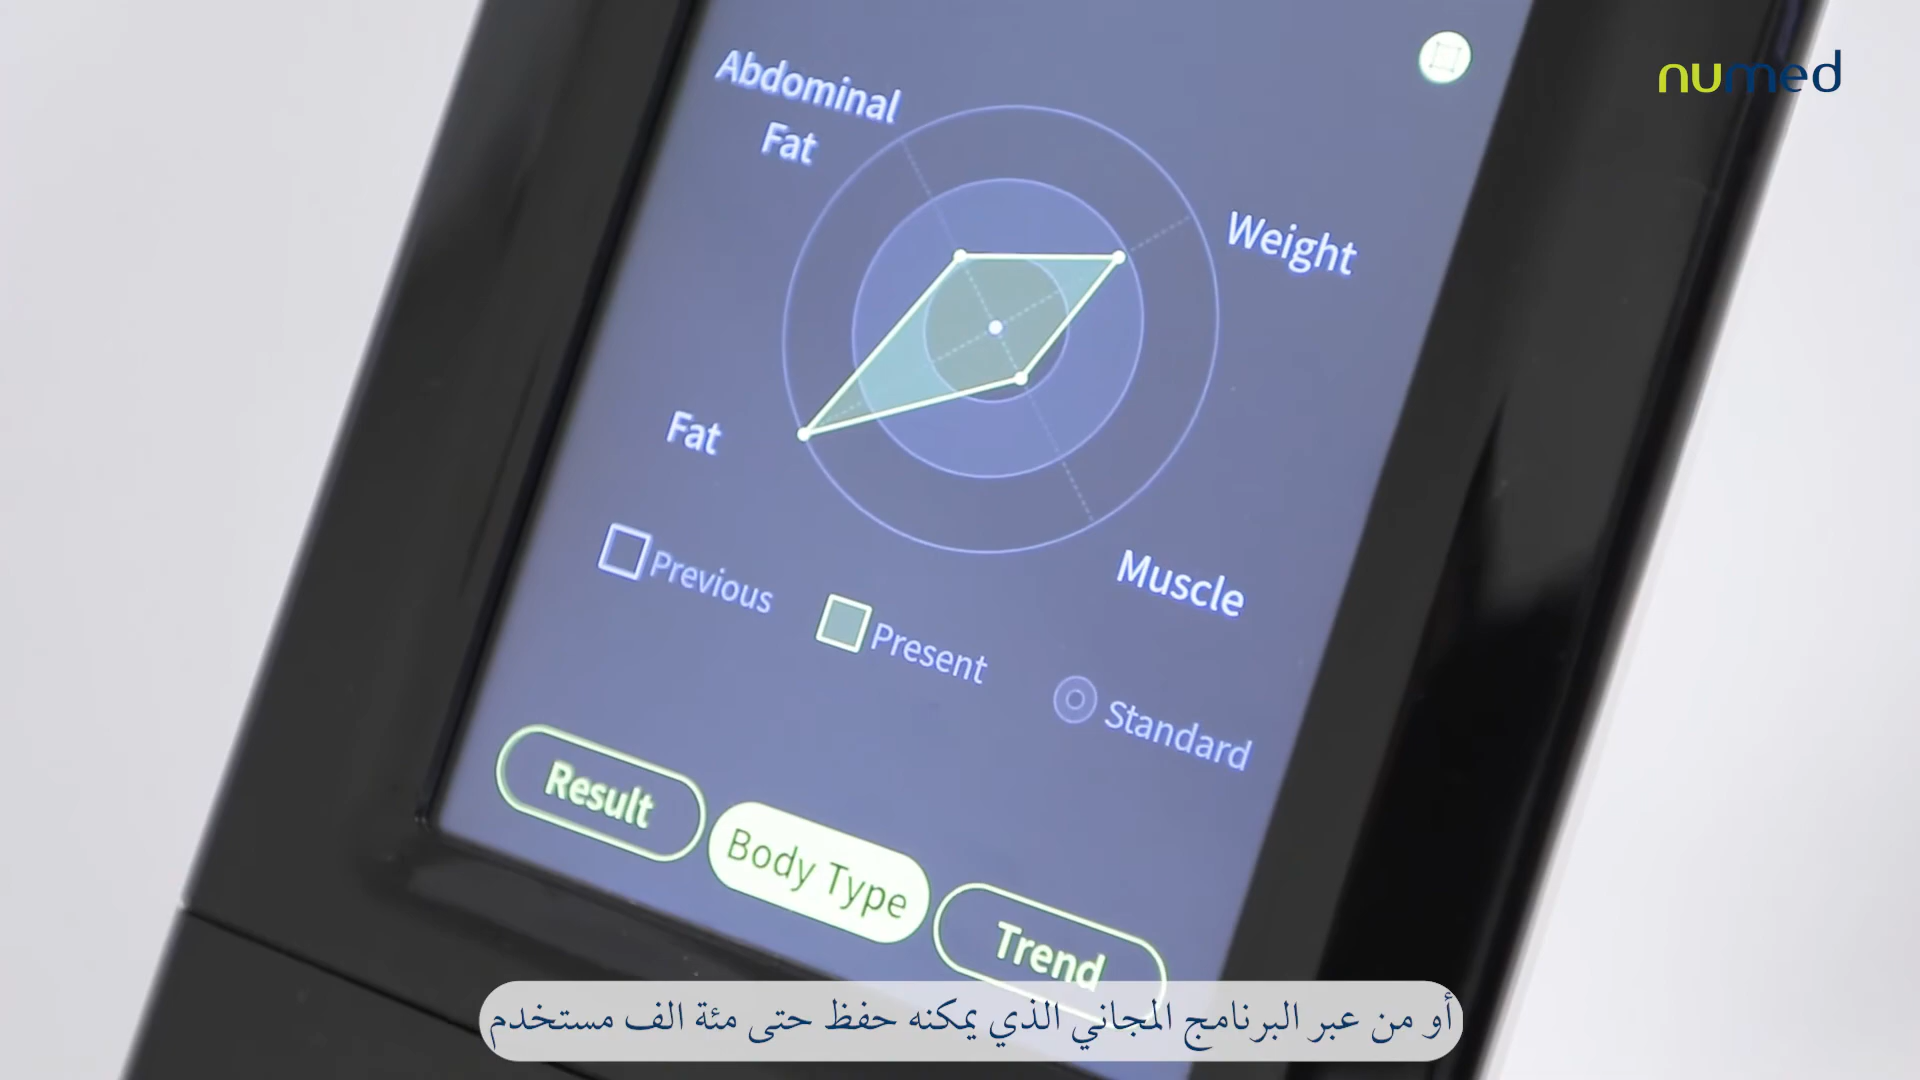 numed
Abdominal
Fat
Weight
Fat
Muscle
Previous
Present
Standard
Result
Body Type
Trend
أو من عبر البرنامج المجاني الذي يمكنه حفظ حتى مئة الف مستخدم